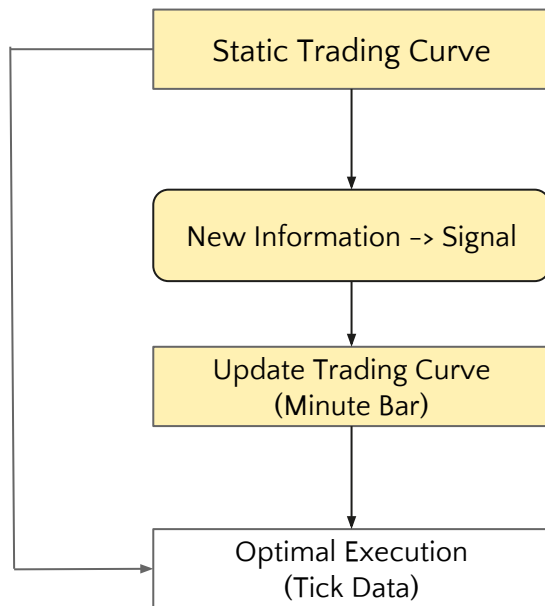 Static Trading Curve
New Information -> Signal
Update Trading Curve
(Minute Bar)
Optimal Execution
(Tick Data)